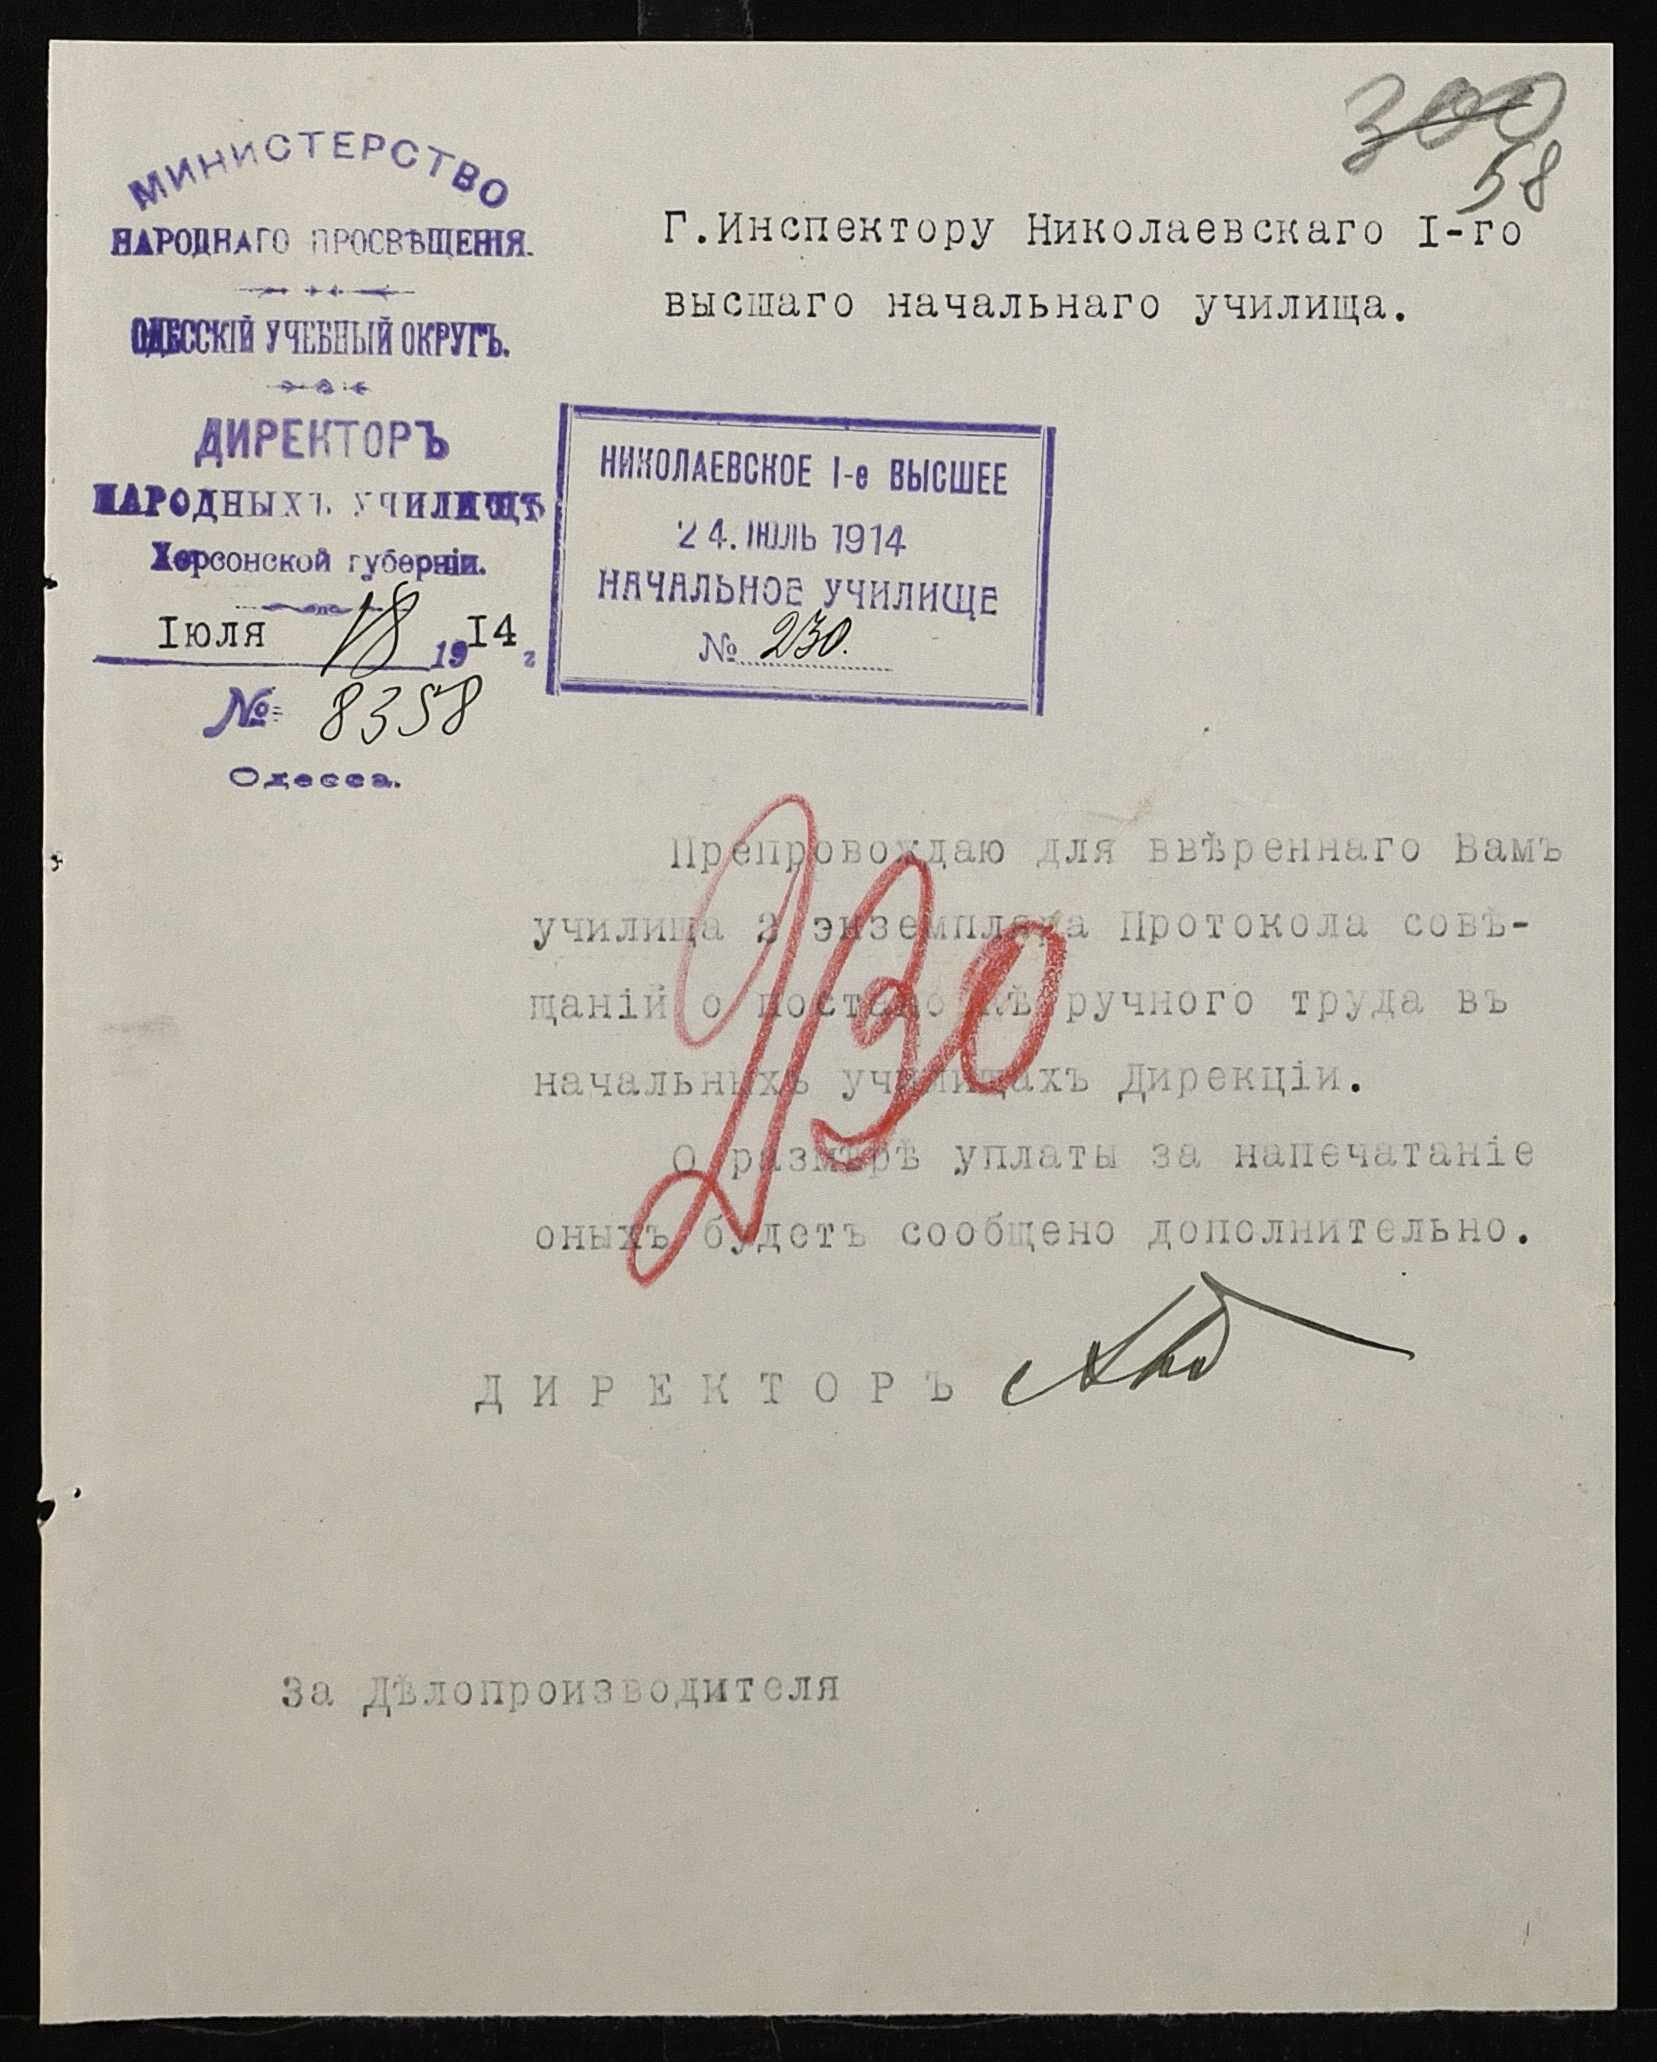 300
58
МИНИСТЕРСТВО
НАРОДНАГО ПРОСВѢЩЕНІЯ.
ОДЕССКІЙ УЧЕБНЫЙ ОКРУГЪ.
ДИРЕКТОРЪ
НАРОДНЫХЪ УЧИЛИЩЪ
Херсонской губерніи.
Іюля 18 1914 г
№ 8358
Одесса.
Г.Инспектору Николаевскаго I-го
высшаго начальнаго училища.
НИКОЛАЕВСКОЕ I-е ВЫСШЕЕ
24. ІЮЛЬ 1914
НАЧАЛЬНОЕ УЧИЛИЩЕ
№ 230.
Препровождаю для ввѣреннаго Вамъ
училища 2 экземпляра Протокола совѣ-
щаній о постановкѣ ручного труда въ
начальныхъ училищахъ Дирекціи.
О размѣрѣ уплаты за напечатаніе
оныхъ будетъ сообщено дополнительно.
230
ДИРЕКТОРЪ
За Дѣлопроизводителя